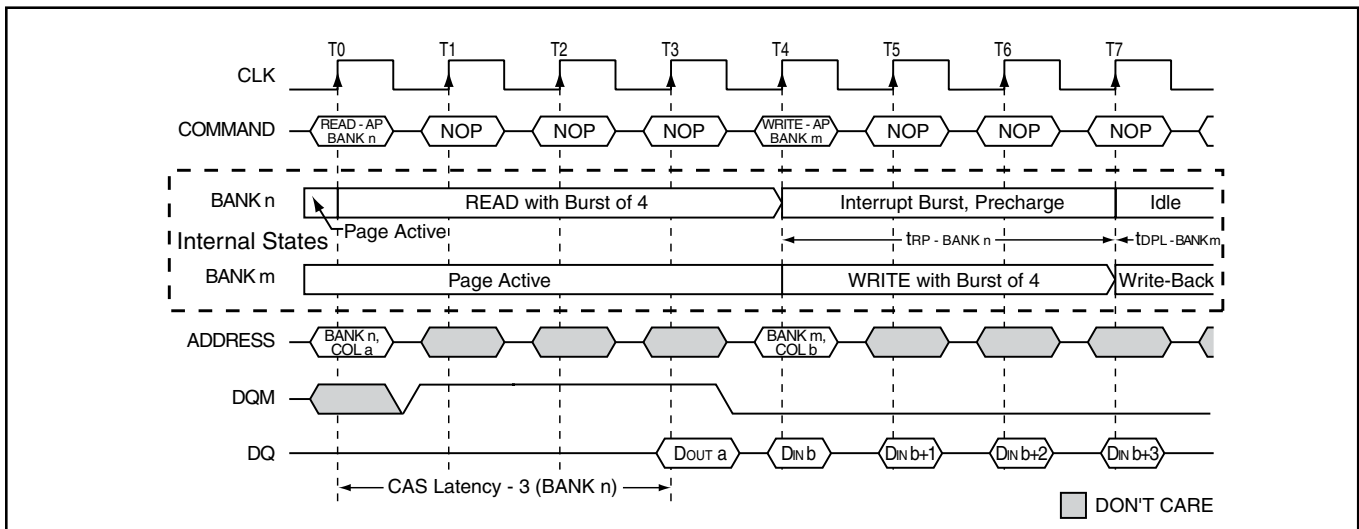 T0 T1 T2 T3 T4 T5 T6 T7
CLK
COMMAND READ - AP NOP NOP NOP WRITE - AP NOP NOP NOP
BANK n BANK m
BANK n READ with Burst of 4 Interrupt Burst, Precharge Idle
Page Active
Internal States tRP - BANK n tDPL - BANK m
BANK m Page Active WRITE with Burst of 4 Write-Back
ADDRESS BANK n, BANK m,
COL a COL b
DQM
DQ DOUT a DIN b DIN b+1 DIN b+2 DIN b+3
CAS Latency - 3 (BANK n)
DON'T CARE